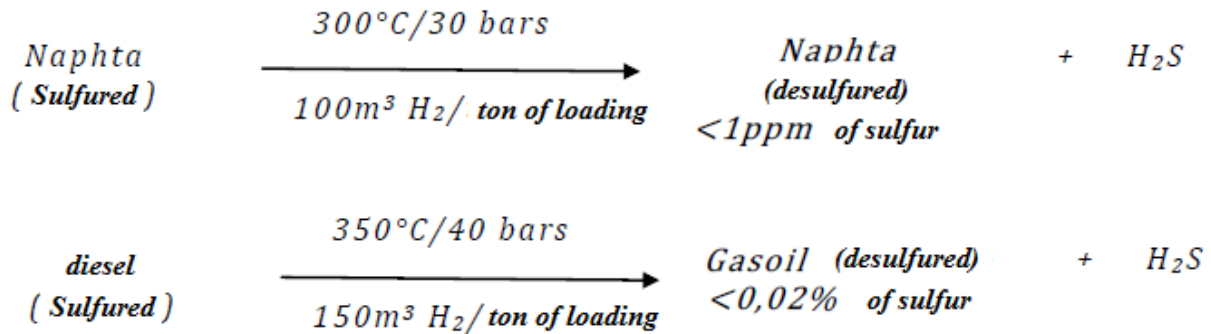 300°C/30 bars
Naphta Naphta + H₂S
( Sulfured ) (desulfured)
100m³ H₂/ ton of loading <1ppm of sulfur
350°C/40 bars
diesel Gasoil (desulfured) + H₂S
( Sulfured ) <0,02% of sulfur
150m³ H₂/ ton of loading